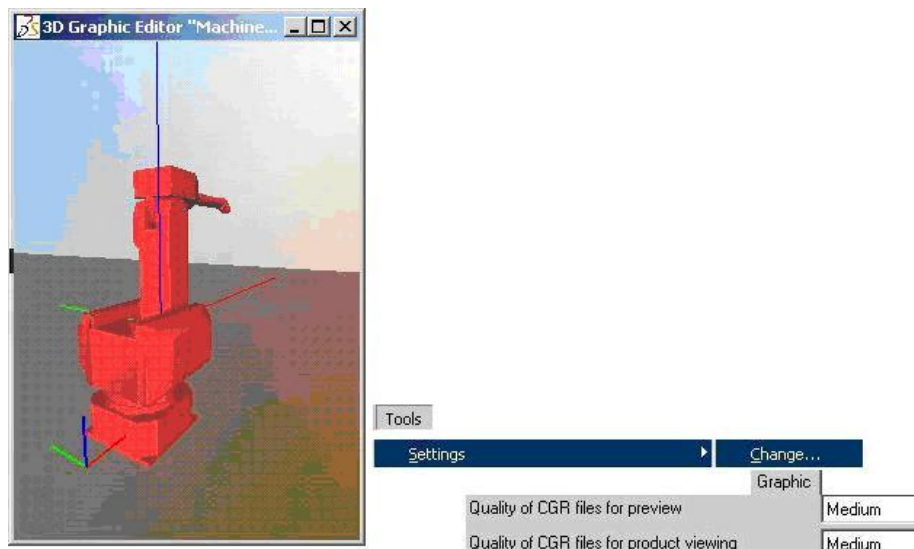 3D Graphic Editor "Machine...
Tools
Settings
Change...
Graphic
Quality of CGR files for preview
Medium
Quality of CGR files for product viewing
Medium